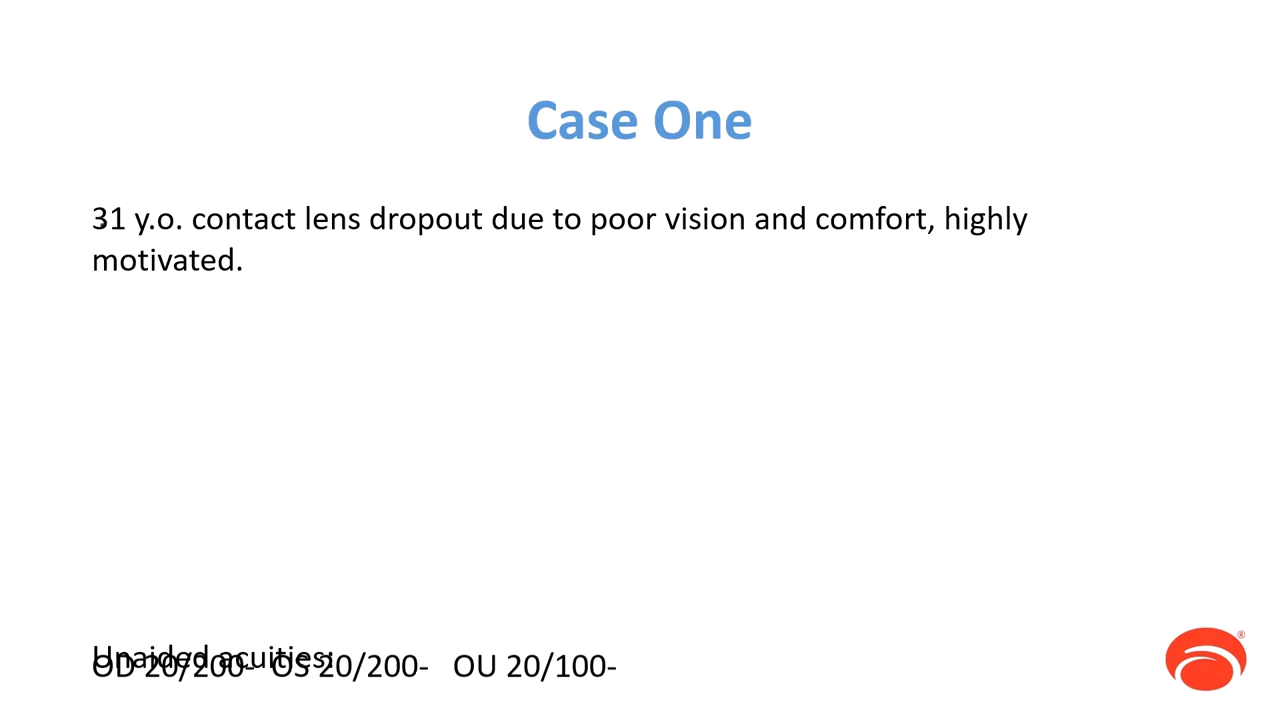 Case One
31 y.o. contact lens dropout due to poor vision and comfort, highly
motivated.
Unaided acuities:
OD 20/200- OS 20/200- OU 20/100-
®